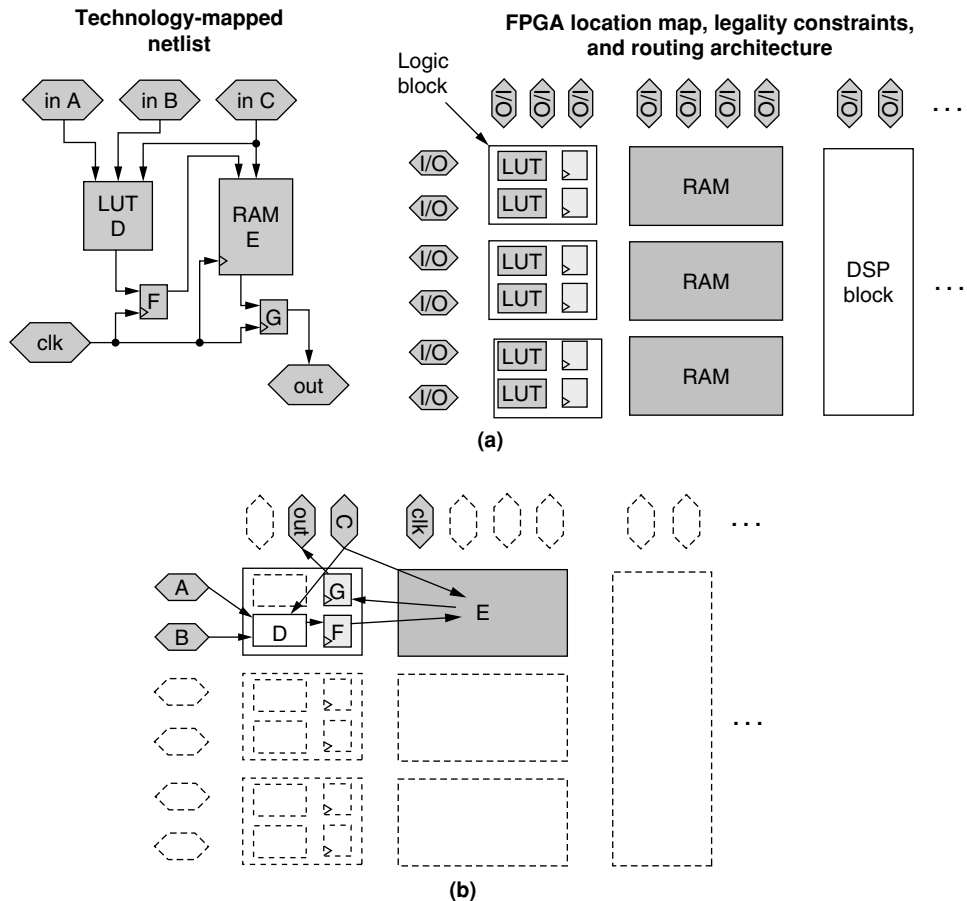 Technology-mapped
netlist
FPGA location map, legality constraints,
and routing architecture
in A
in B
in C
LUT
D
RAM
E
F
G
clk
out
Logic
block
I/O I/O I/O I/O I/O I/O I/O I/O I/O ...
I/O
LUT
RAM
I/O
LUT
I/O
LUT
RAM
DSP
block
...
I/O
LUT
I/O
LUT
RAM
I/O
LUT
(a)
out
C
clk
...
A
G
E
B
D
F
...
(b)